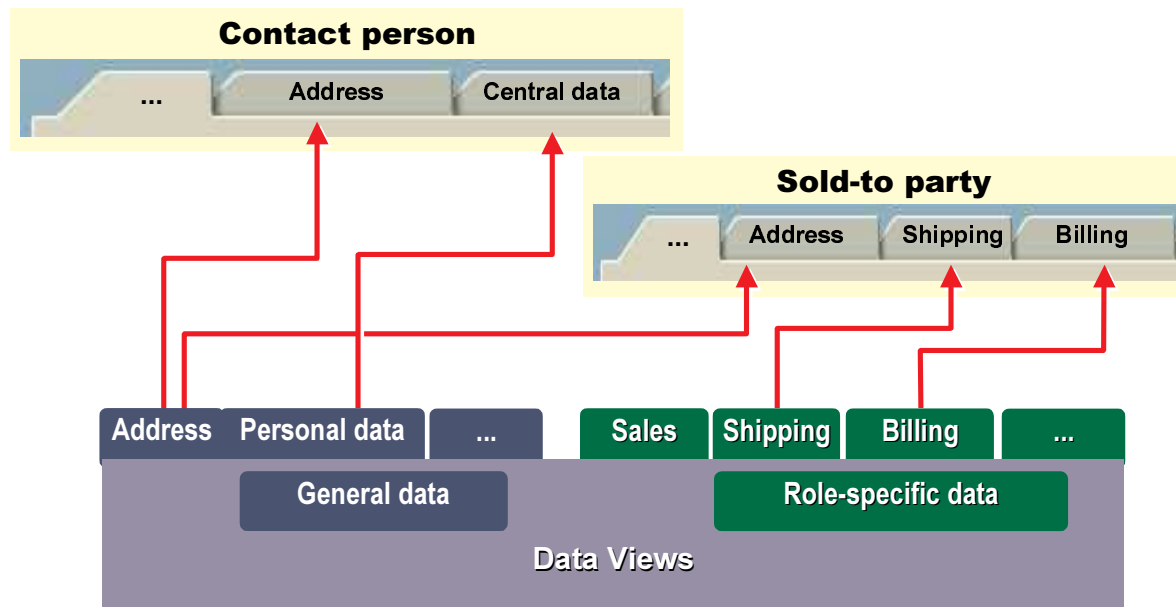 Contact person
... Address Central data
Sold-to party
... Address Shipping Billing
Address Personal data ... Sales Shipping Billing ...
General data Role-specific data
Data Views